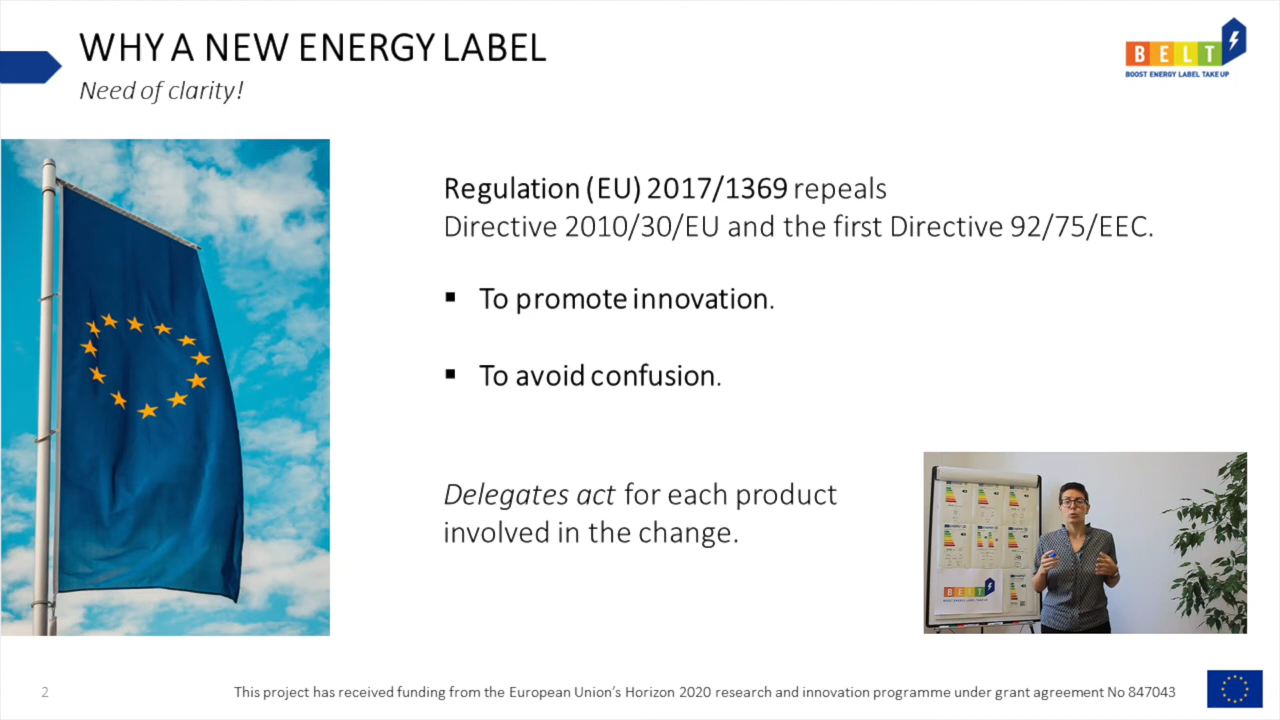 WHY A NEW ENERGY LABEL
Need of clarity!
BELT
BOOST ENERGY LABEL TAKE UP
Regulation (EU) 2017/1369 repeals
Directive 2010/30/EU and the first Directive 92/75/EEC.
▪ To promote innovation.
▪ To avoid confusion.
Delegates act for each product
involved in the change.
BELT
2
This project has received funding from the European Union’s Horizon 2020 research and innovation programme under grant agreement No 847043